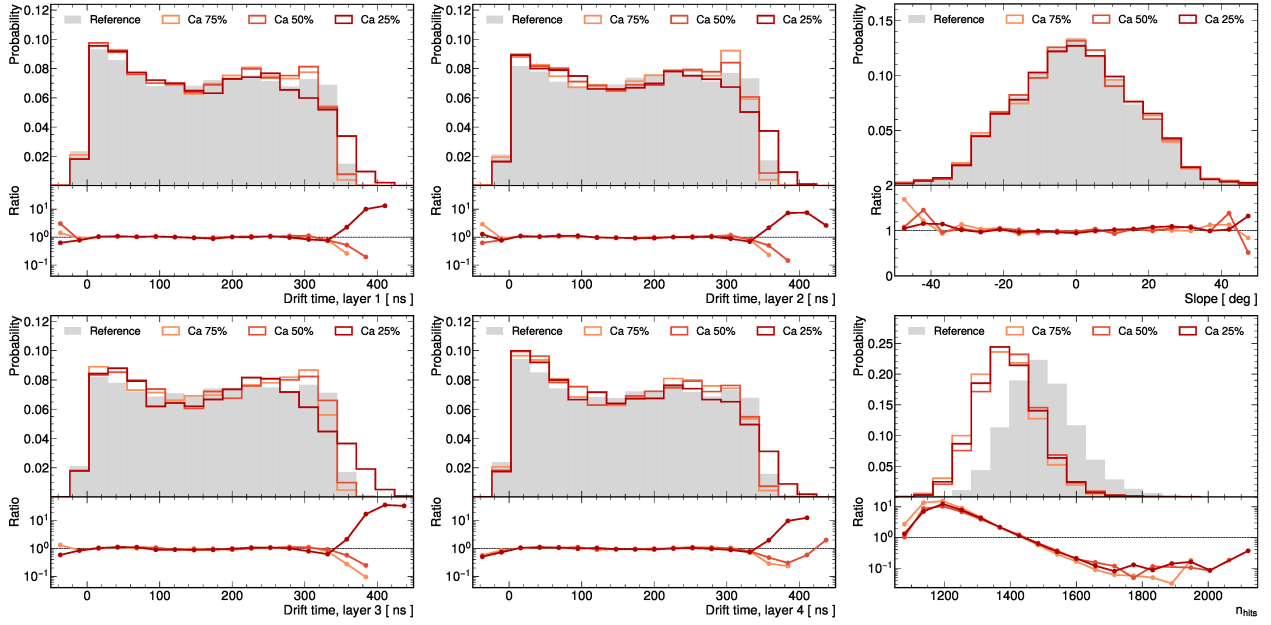 Probability
Reference Ca 75% Ca 50% Ca 25%
0.12
0.10
0.08
0.06
0.04
0.02
Ratio
10¹
10⁰
10⁻¹
0 100 200 300 400
Drift time, layer 1 [ ns ]
Probability
Reference Ca 75% Ca 50% Ca 25%
0.12
0.10
0.08
0.06
0.04
0.02
Ratio
10¹
10⁰
10⁻¹
0 100 200 300 400
Drift time, layer 2 [ ns ]
Probability
Reference Ca 75% Ca 50% Ca 25%
0.15
0.10
0.05
Ratio
2
1
0
-40 -20 0 20 40
Slope [ deg ]
Probability
Reference Ca 75% Ca 50% Ca 25%
0.12
0.10
0.08
0.06
0.04
0.02
Ratio
10¹
10⁰
10⁻¹
0 100 200 300 400
Drift time, layer 3 [ ns ]
Probability
Reference Ca 75% Ca 50% Ca 25%
0.12
0.10
0.08
0.06
0.04
0.02
Ratio
10¹
10⁰
10⁻¹
0 100 200 300 400
Drift time, layer 4 [ ns ]
Probability
Reference Ca 75% Ca 50% Ca 25%
0.25
0.20
0.15
0.10
0.05
Ratio
10¹
10⁰
10⁻¹
1200 1400 1600 1800 2000
n_hits